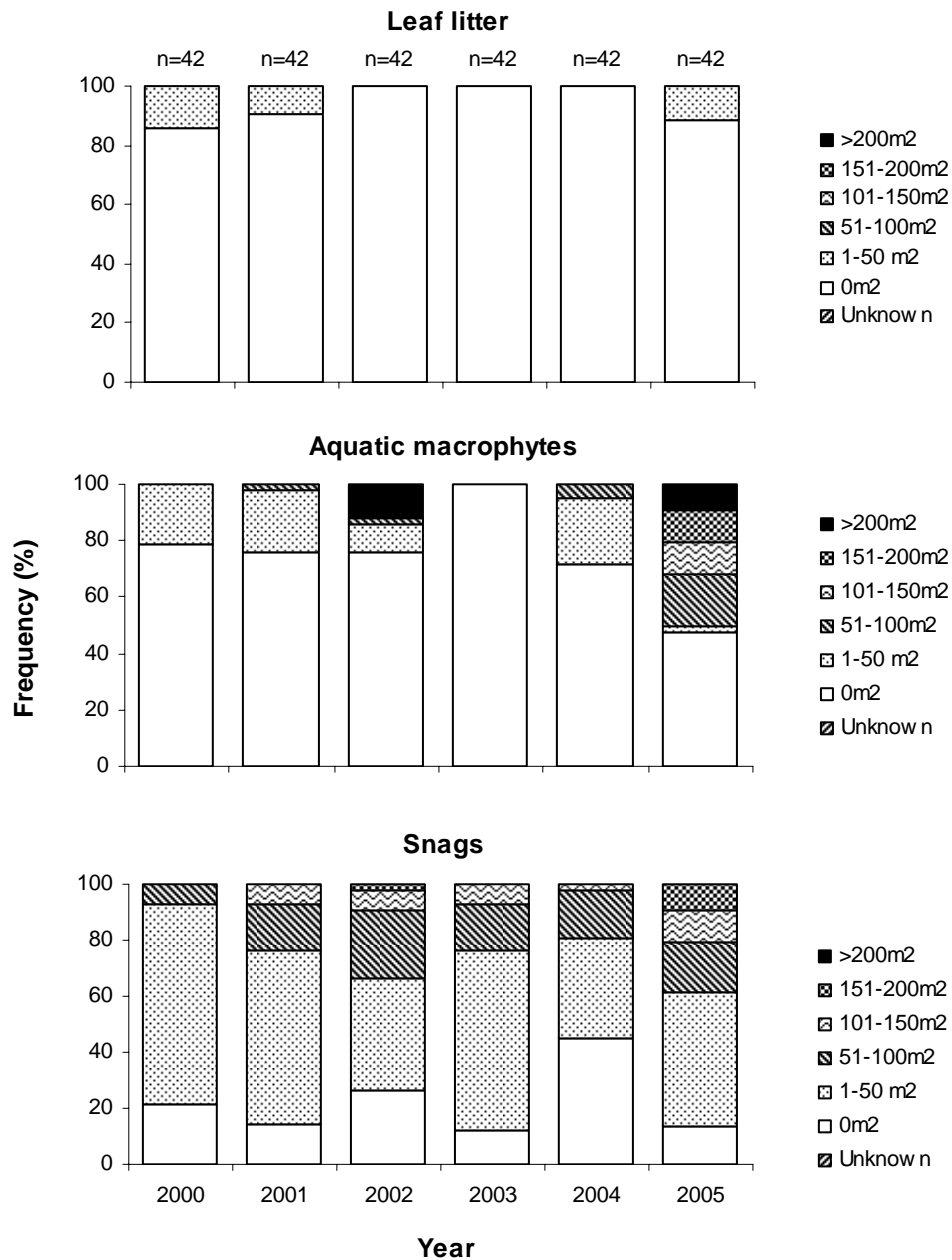 Leaf litter
n=42 n=42 n=42 n=42 n=42 n=42
100
80
60
40
20
0
>200m2
151-200m2
101-150m2
51-100m2
1-50 m2
0m2
Unknow n
Aquatic macrophytes
Frequency (%)
100
80
60
40
20
0
>200m2
151-200m2
101-150m2
51-100m2
1-50 m2
0m2
Unknow n
Snags
100
80
60
40
20
0
>200m2
151-200m2
101-150m2
51-100m2
1-50 m2
0m2
Unknow n
2000 2001 2002 2003 2004 2005
Year